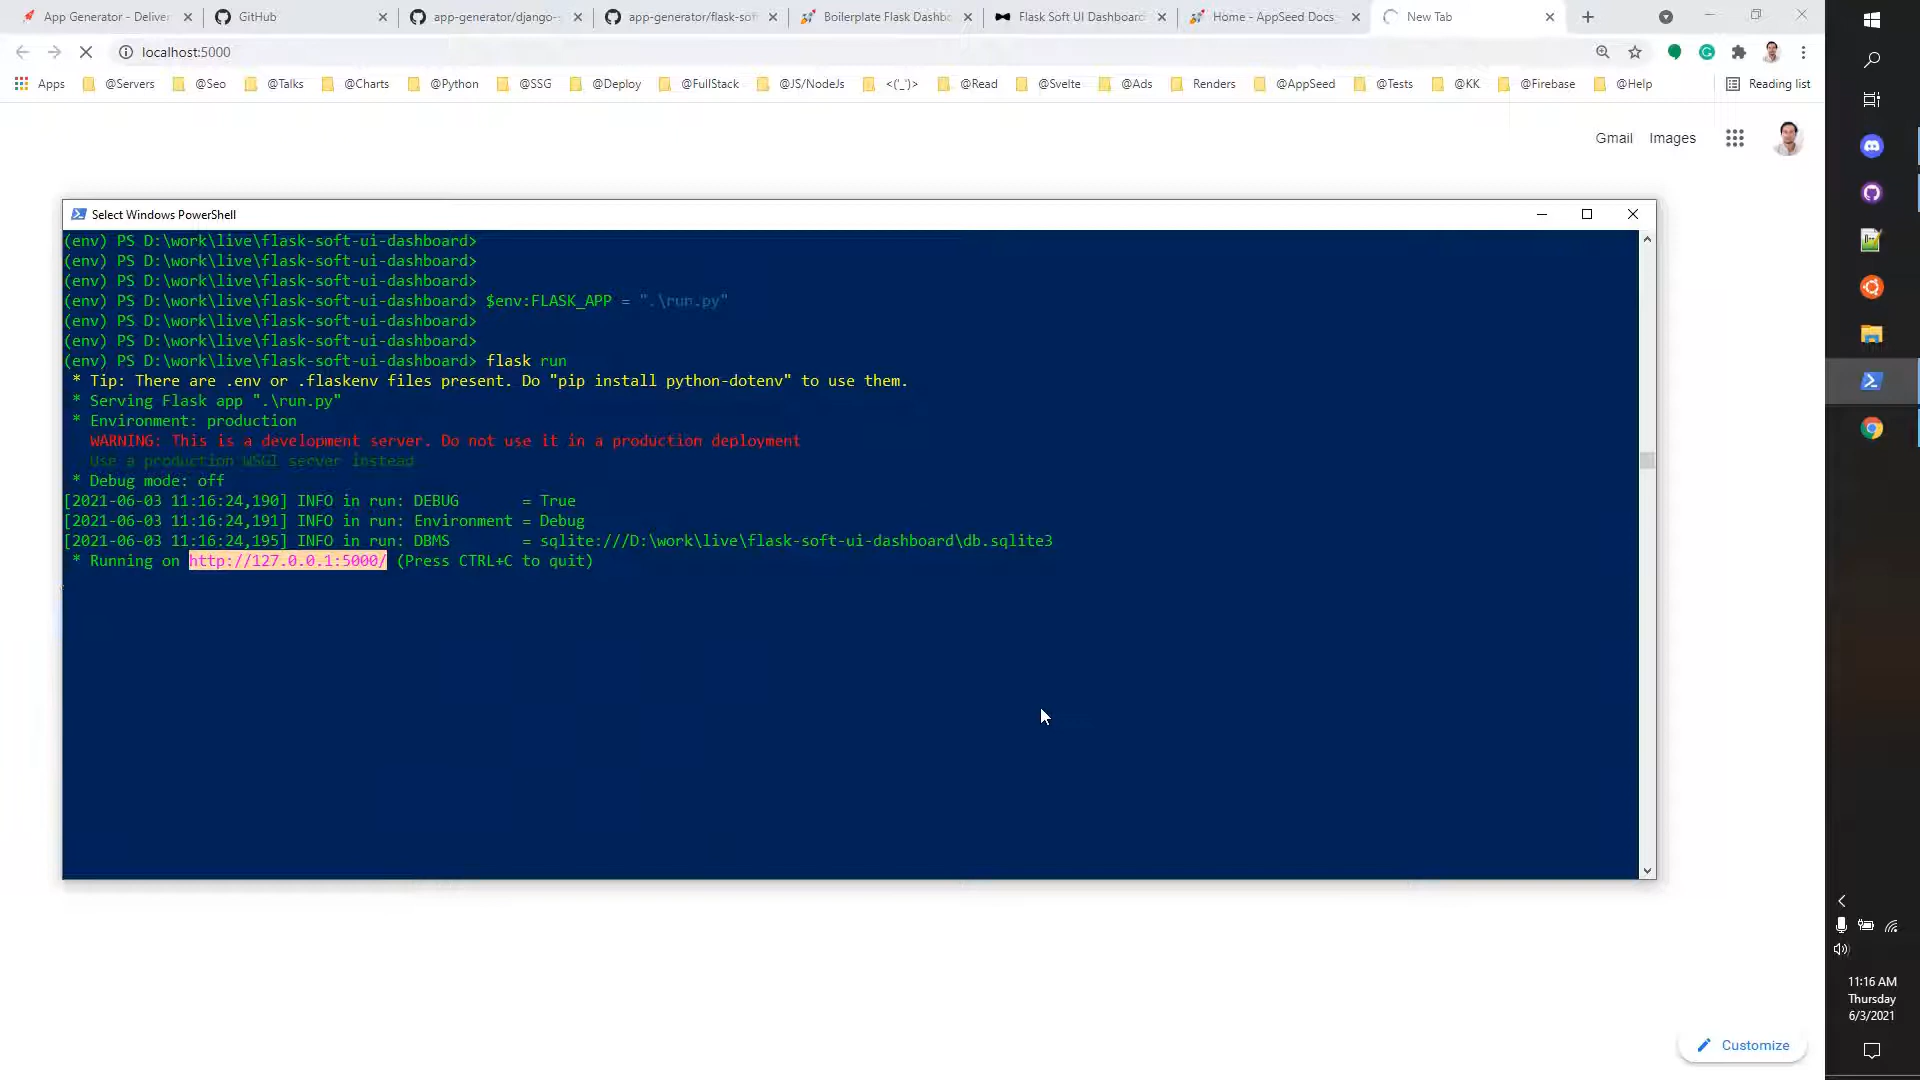 App Generator - Deliver
GitHub
app-generator/django-s
app-generator/flask-sof
Boilerplate Flask Dashbo
Flask Soft UI Dashboard
Home - AppSeed Docs
New Tab
localhost:5000
Apps
@Servers
@Seo
@Talks
@Charts
@Python
@SSG
@Deploy
@FullStack
@JS/NodeJs
<('_')>
@Read
@Svelte
@Ads
Renders
@AppSeed
@Tests
@KK
@Firebase
@Help
Reading list
Gmail
Images
Select Windows PowerShell
(env) PS D:\work\live\flask-soft-ui-dashboard>
(env) PS D:\work\live\flask-soft-ui-dashboard>
(env) PS D:\work\live\flask-soft-ui-dashboard>
(env) PS D:\work\live\flask-soft-ui-dashboard> $env:FLASK_APP = ".\run.py"
(env) PS D:\work\live\flask-soft-ui-dashboard>
(env) PS D:\work\live\flask-soft-ui-dashboard>
(env) PS D:\work\live\flask-soft-ui-dashboard> flask run
* Tip: There are .env or .flaskenv files present. Do "pip install python-dotenv" to use them.
* Serving Flask app ".\run.py"
* Environment: production
WARNING: This is a development server. Do not use it in a production deployment
Use a production WSGI server instead
* Debug mode: off
[2021-06-03 11:16:24,190] INFO in run: DEBUG = True
[2021-06-03 11:16:24,191] INFO in run: Environment = Debug
[2021-06-03 11:16:24,195] INFO in run: DBMS = sqlite:///D:\work\live\flask-soft-ui-dashboard\db.sqlite3
* Running on http://127.0.0.1:5000/ (Press CTRL+C to quit)
11:16 AM
Thursday
6/3/2021
Customize